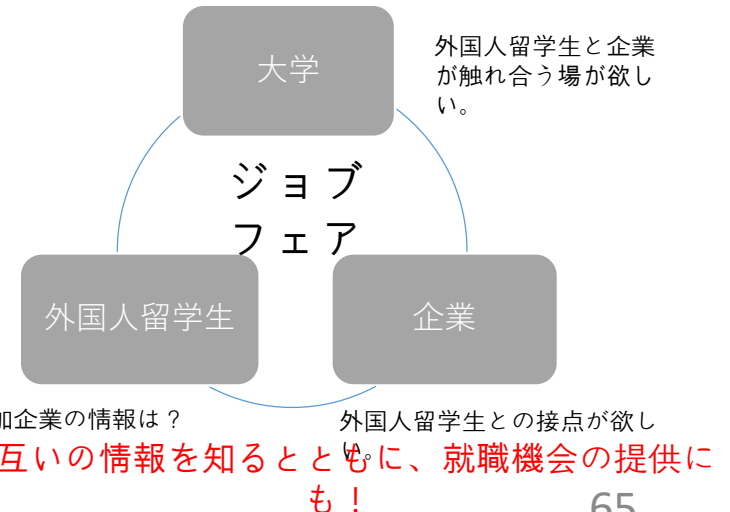 大学
外国人留学生と企業
が触れ合う場が欲し
い。
ジョブ
フェア
外国人留学生
企業
加企業の情報は？
外国人留学生との接点が欲し
い。
互いの情報を知るとともに、就職機会の提供に
も！
65